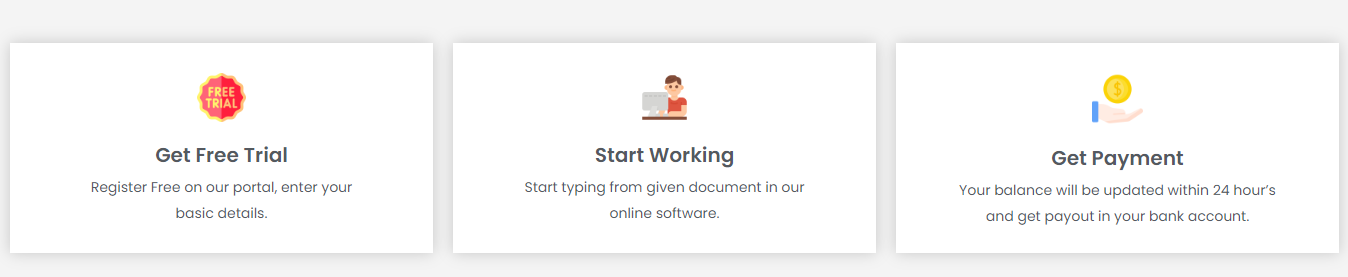 FREE
TRIAL
Get Free Trial
Register Free on our portal, enter your
basic details.
Start Working
Start typing from given document in our
online software.
$
Get Payment
Your balance will be updated within 24 hour’s
and get payout in your bank account.